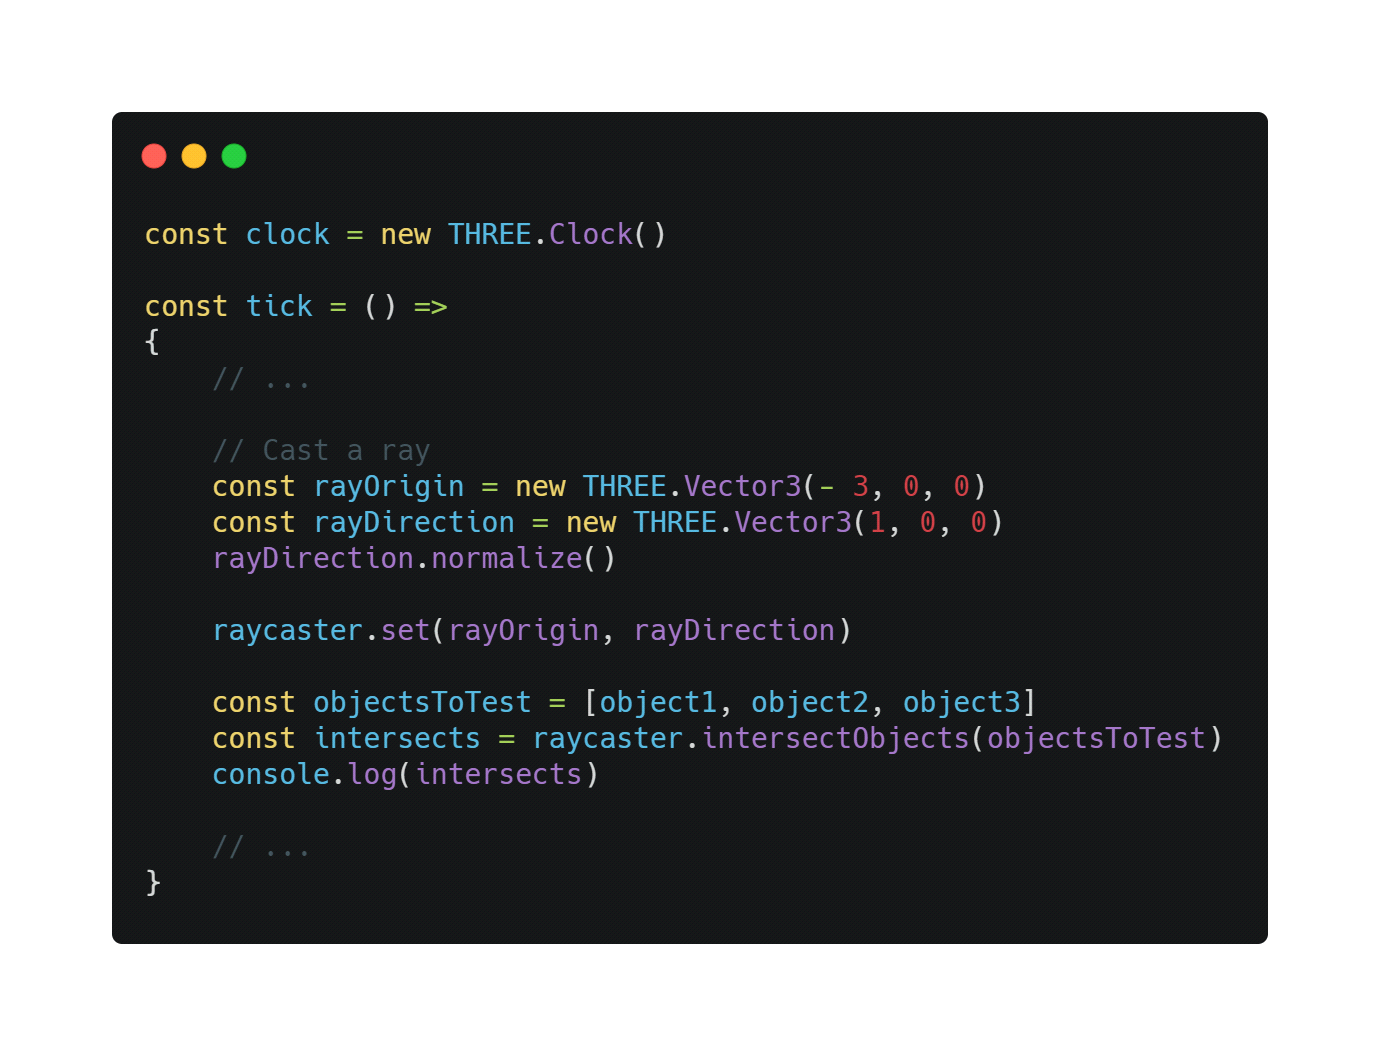 const clock = new THREE.Clock()

const tick = () =>
{
    // ...

    // Cast a ray
    const rayOrigin = new THREE.Vector3(- 3, 0, 0)
    const rayDirection = new THREE.Vector3(1, 0, 0)
    rayDirection.normalize()

    raycaster.set(rayOrigin, rayDirection)

    const objectsToTest = [object1, object2, object3]
    const intersects = raycaster.intersectObjects(objectsToTest)
    console.log(intersects)

    // ...
}